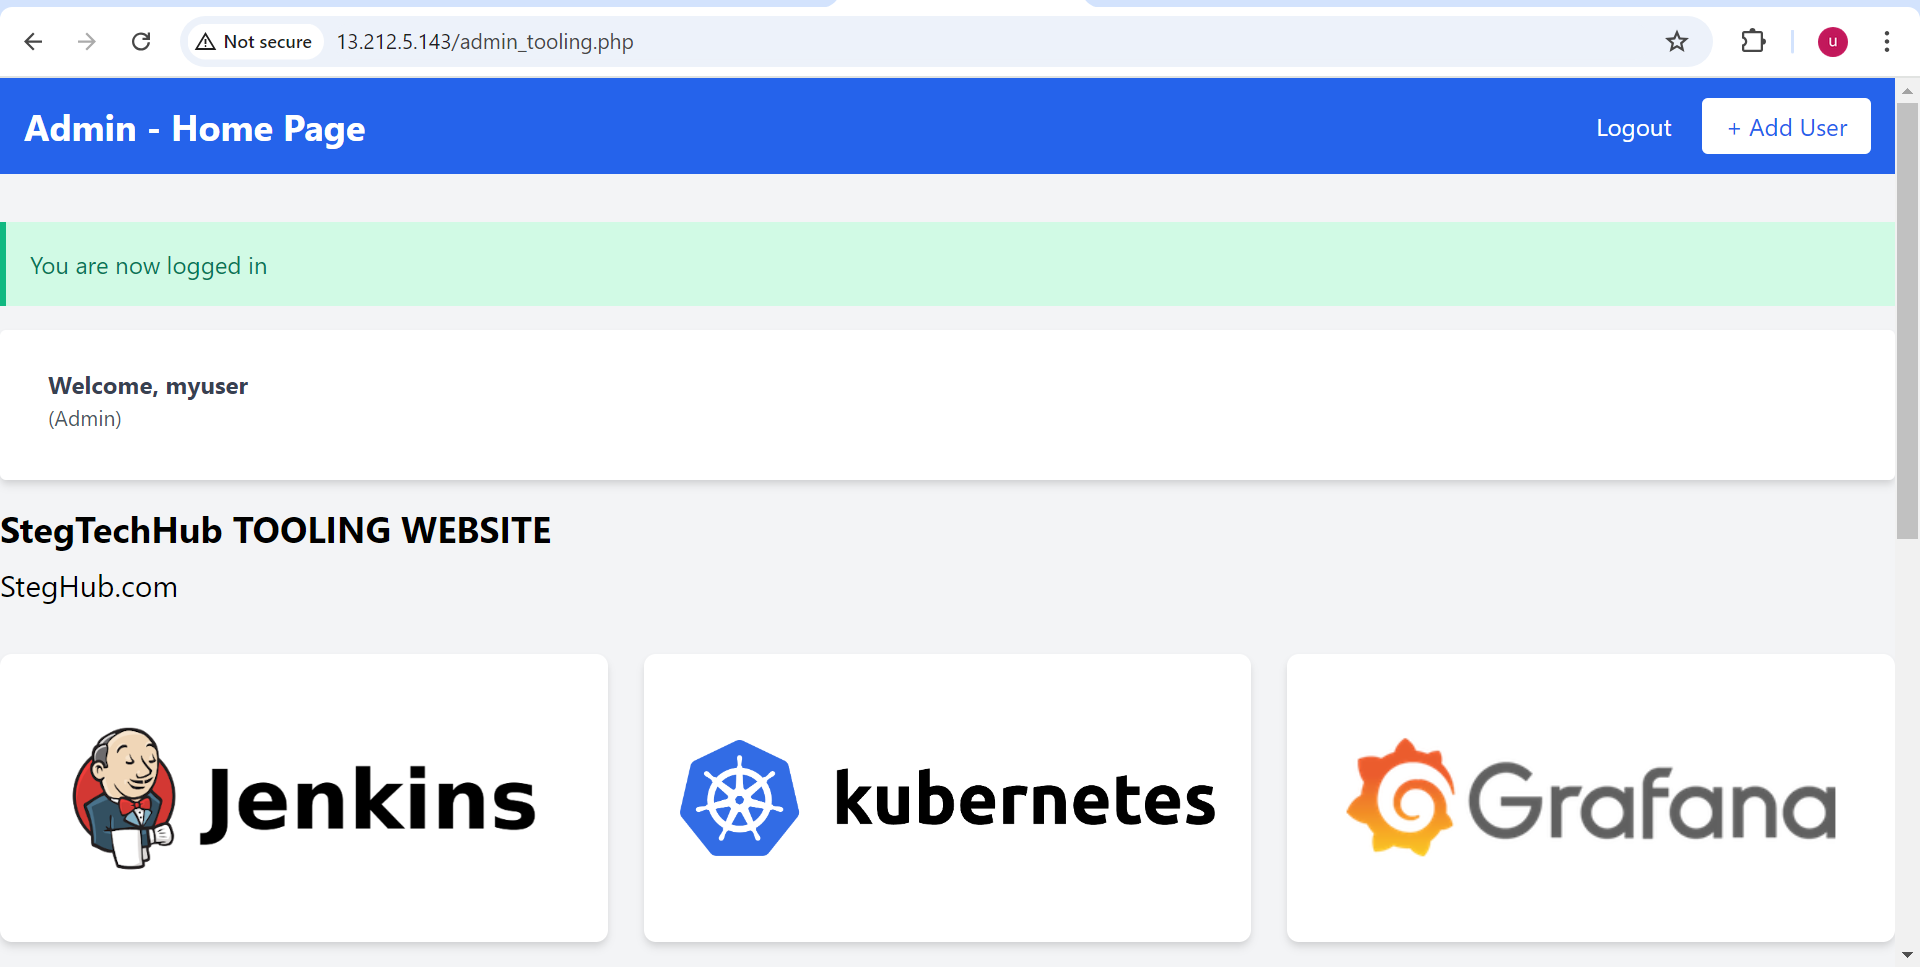 Not secure 13.212.5.143/admin_tooling.php u
Admin - Home Page Logout + Add User
You are now logged in
Welcome, myuser
(Admin)
StegTechHub TOOLING WEBSITE
StegHub.com
Jenkins kubernetes Grafana